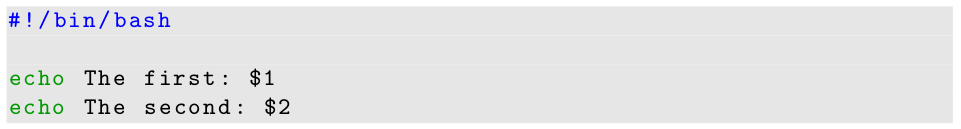 #!/bin/bash
echo The first: $1
echo The second: $2